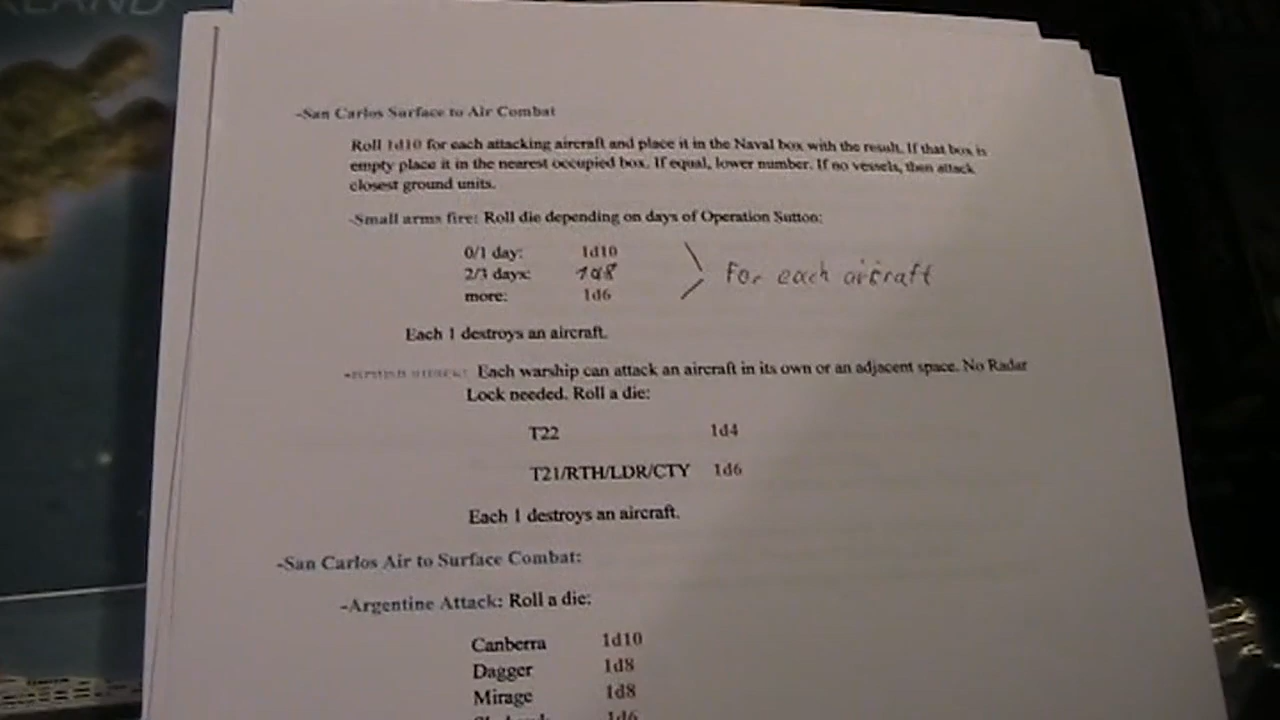 -San Carlos Surface to Air Combat
Roll 1d10 for each attacking aircraft and place it in the Naval box with the result. If that box is
empty place it in the nearest occupied box. If equal, lower number. If no vessels, then attack
closest ground units.
-Small arms fire: Roll die depending on days of Operation Sutton:
0/1 day: 1d10
2/3 days: 1d8 For each aircraft
more: 1d6
Each 1 destroys an aircraft.
Each warship can attack an aircraft in its own or an adjacent space. No Radar
Lock needed. Roll a die:
T22 1d4
T21/RTH/LDR/CTY 1d6
Each 1 destroys an aircraft.
-San Carlos Air to Surface Combat:
-Argentine Attack: Roll a die:
Canberra 1d10
Dagger 1d8
Mirage 1d8
1d6